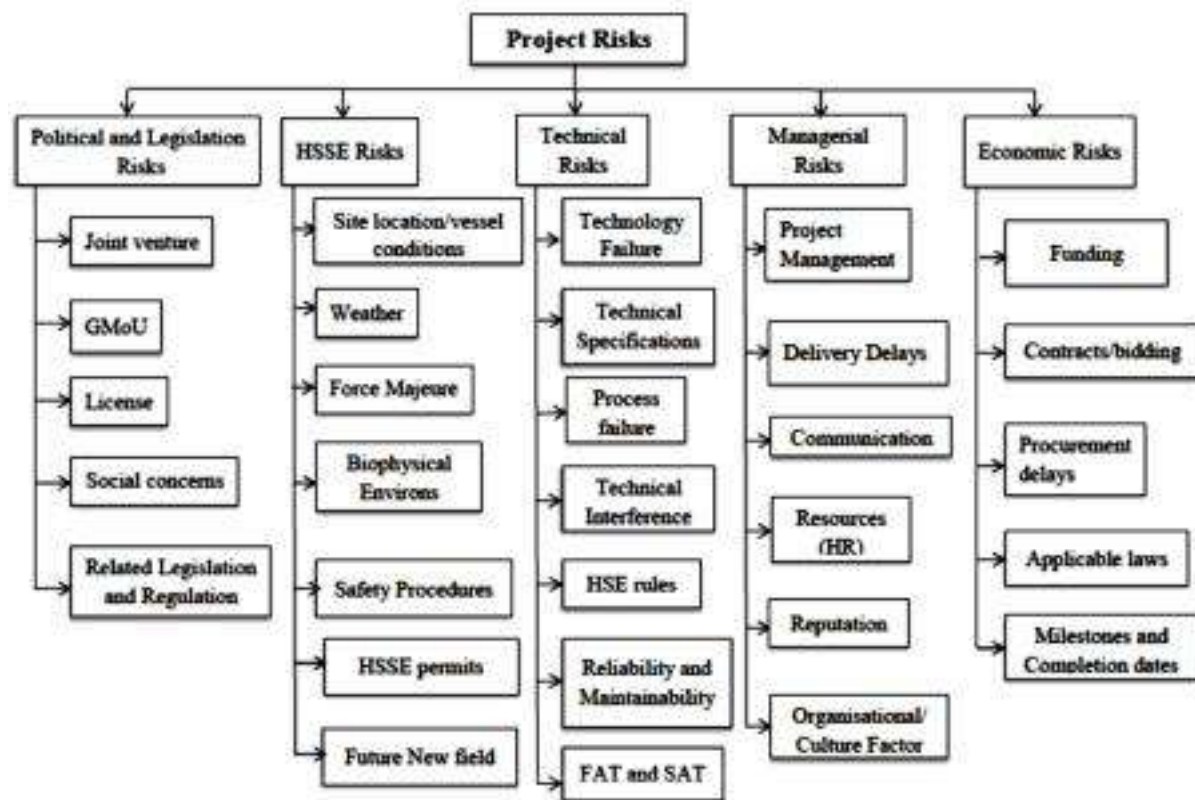 Project Risks
Political and Legislation
Risks
Joint venture
GMoU
License
Social concerns
Related Legislation
and Regulation
HSSE Risks
Site location/vessel
conditions
Weather
Force Majeure
Biophysical
Environs
Safety Procedures
HSSE permits
Future New field
Technical
Risks
Technology
Failure
Technical
Specifications
Process
failure
Technical
Interference
HSE rules
Reliability and
Maintainability
FAT and SAT
Managerial
Risks
Project
Management
Delivery Delays
Communication
Resources
(HR)
Reputation
Organisational/
Culture Factor
Economic Risks
Funding
Contracts/bidding
Procurement
delays
Applicable laws
Milestones and
Completion dates